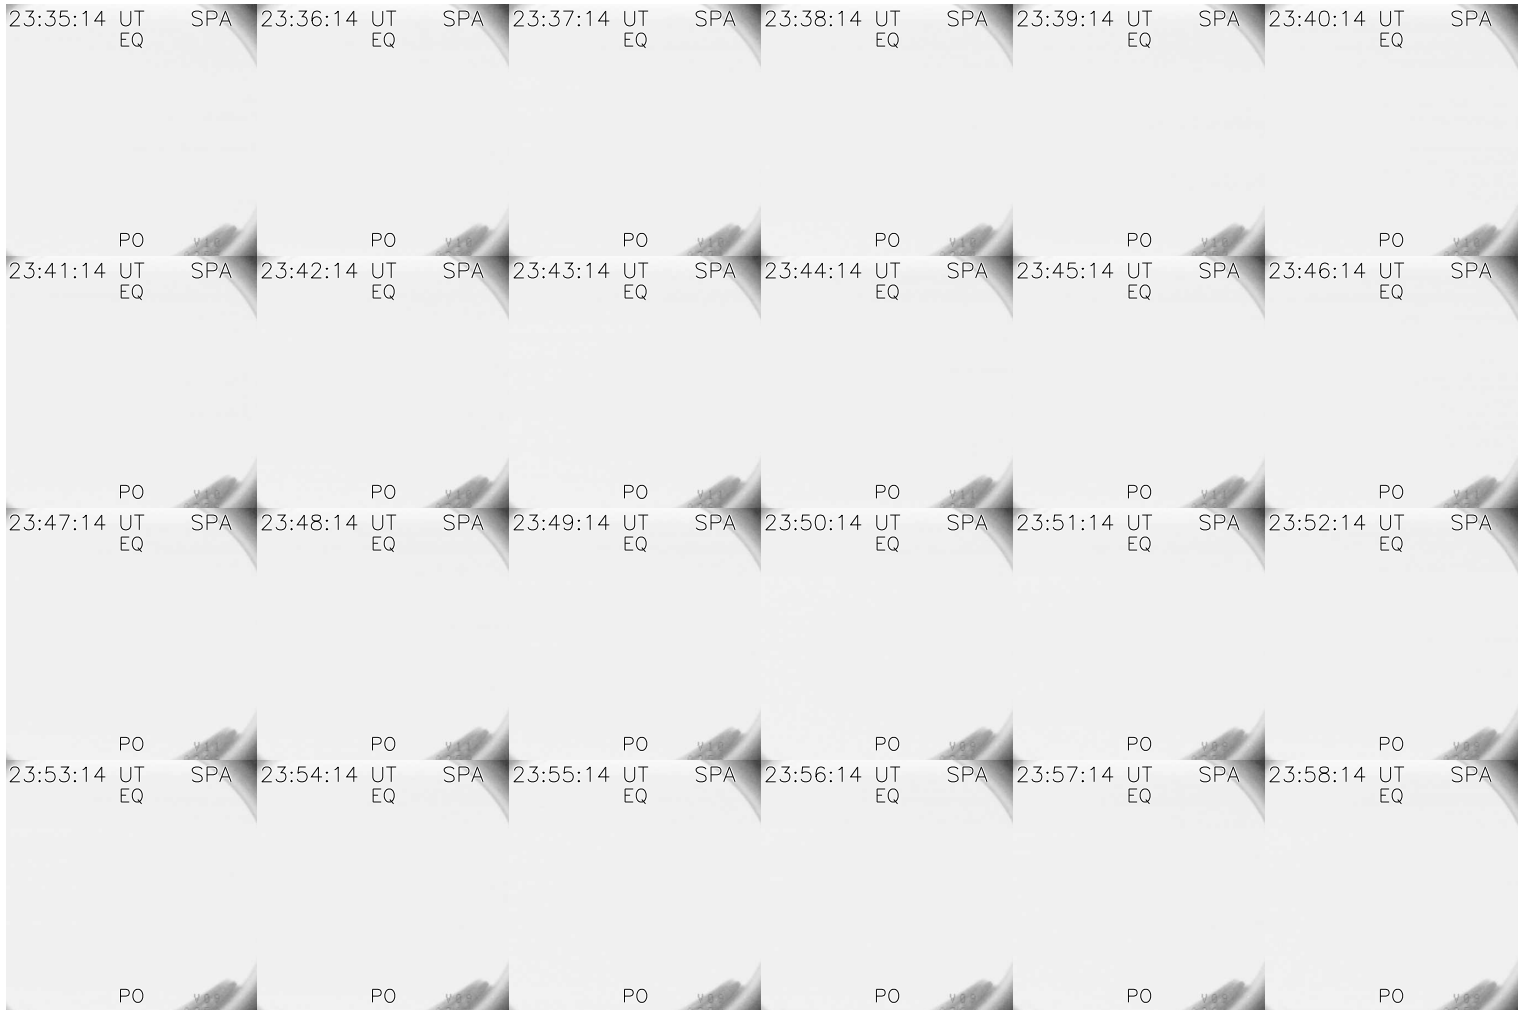 23:35:14 UT SPA 23:36:14 UT SPA 23:37:14 UT SPA 23:38:14 UT SPA 23:39:14 UT SPA 23:40:14 UT SPA
EQ EQ EQ EQ EQ EQ
PO PO PO PO PO PO
23:41:14 UT SPA 23:42:14 UT SPA 23:43:14 UT SPA 23:44:14 UT SPA 23:45:14 UT SPA 23:46:14 UT SPA
EQ EQ EQ EQ EQ EQ
PO PO PO PO PO PO
23:47:14 UT SPA 23:48:14 UT SPA 23:49:14 UT SPA 23:50:14 UT SPA 23:51:14 UT SPA 23:52:14 UT SPA
EQ EQ EQ EQ EQ EQ
PO PO PO PO PO PO
23:53:14 UT SPA 23:54:14 UT SPA 23:55:14 UT SPA 23:56:14 UT SPA 23:57:14 UT SPA 23:58:14 UT SPA
EQ EQ EQ EQ EQ EQ
PO PO PO PO PO PO